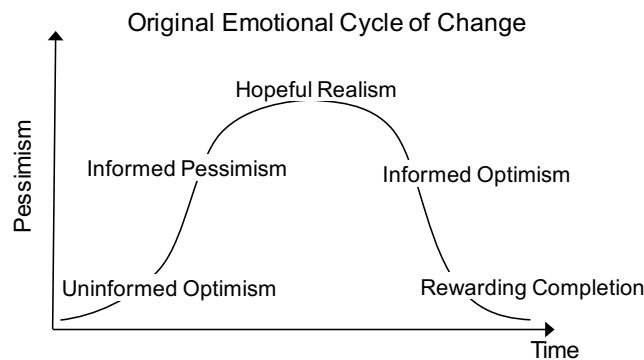 Original Emotional Cycle of Change
Hopeful Realism
Pessimism
Informed Pessimism
Informed Optimism
Uninformed Optimism
Rewarding Completion
Time